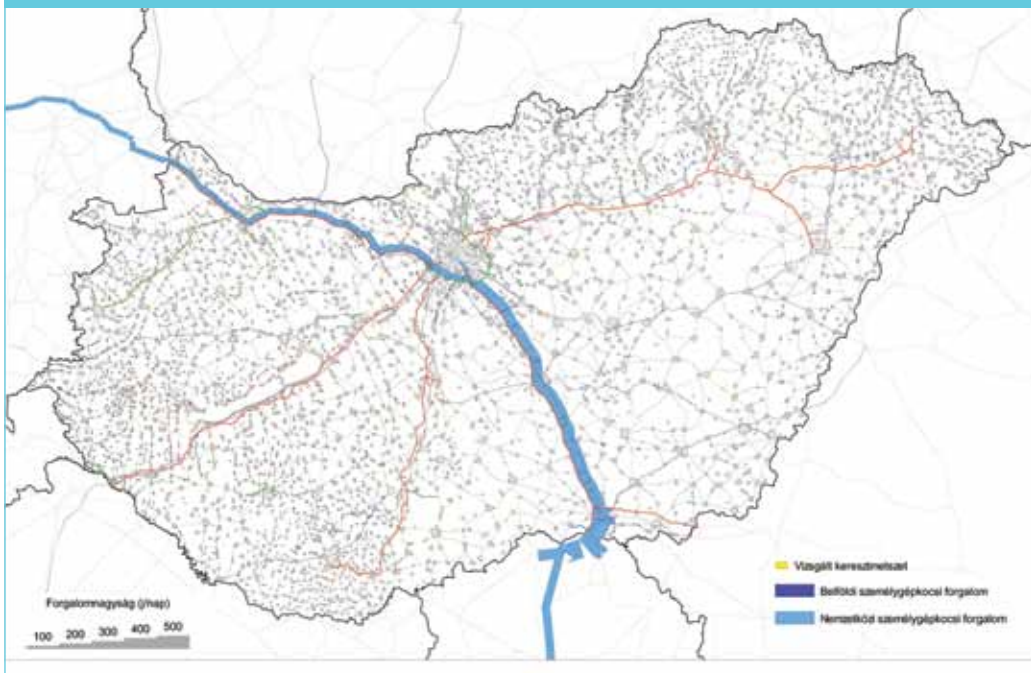 Vizsgált keresztmetszet
Belföldi személygépkocsi forgalom
Nemzetközi személygépkocsi forgalom
Forgalomnagyság (j/nap)
100 200 300 400 500